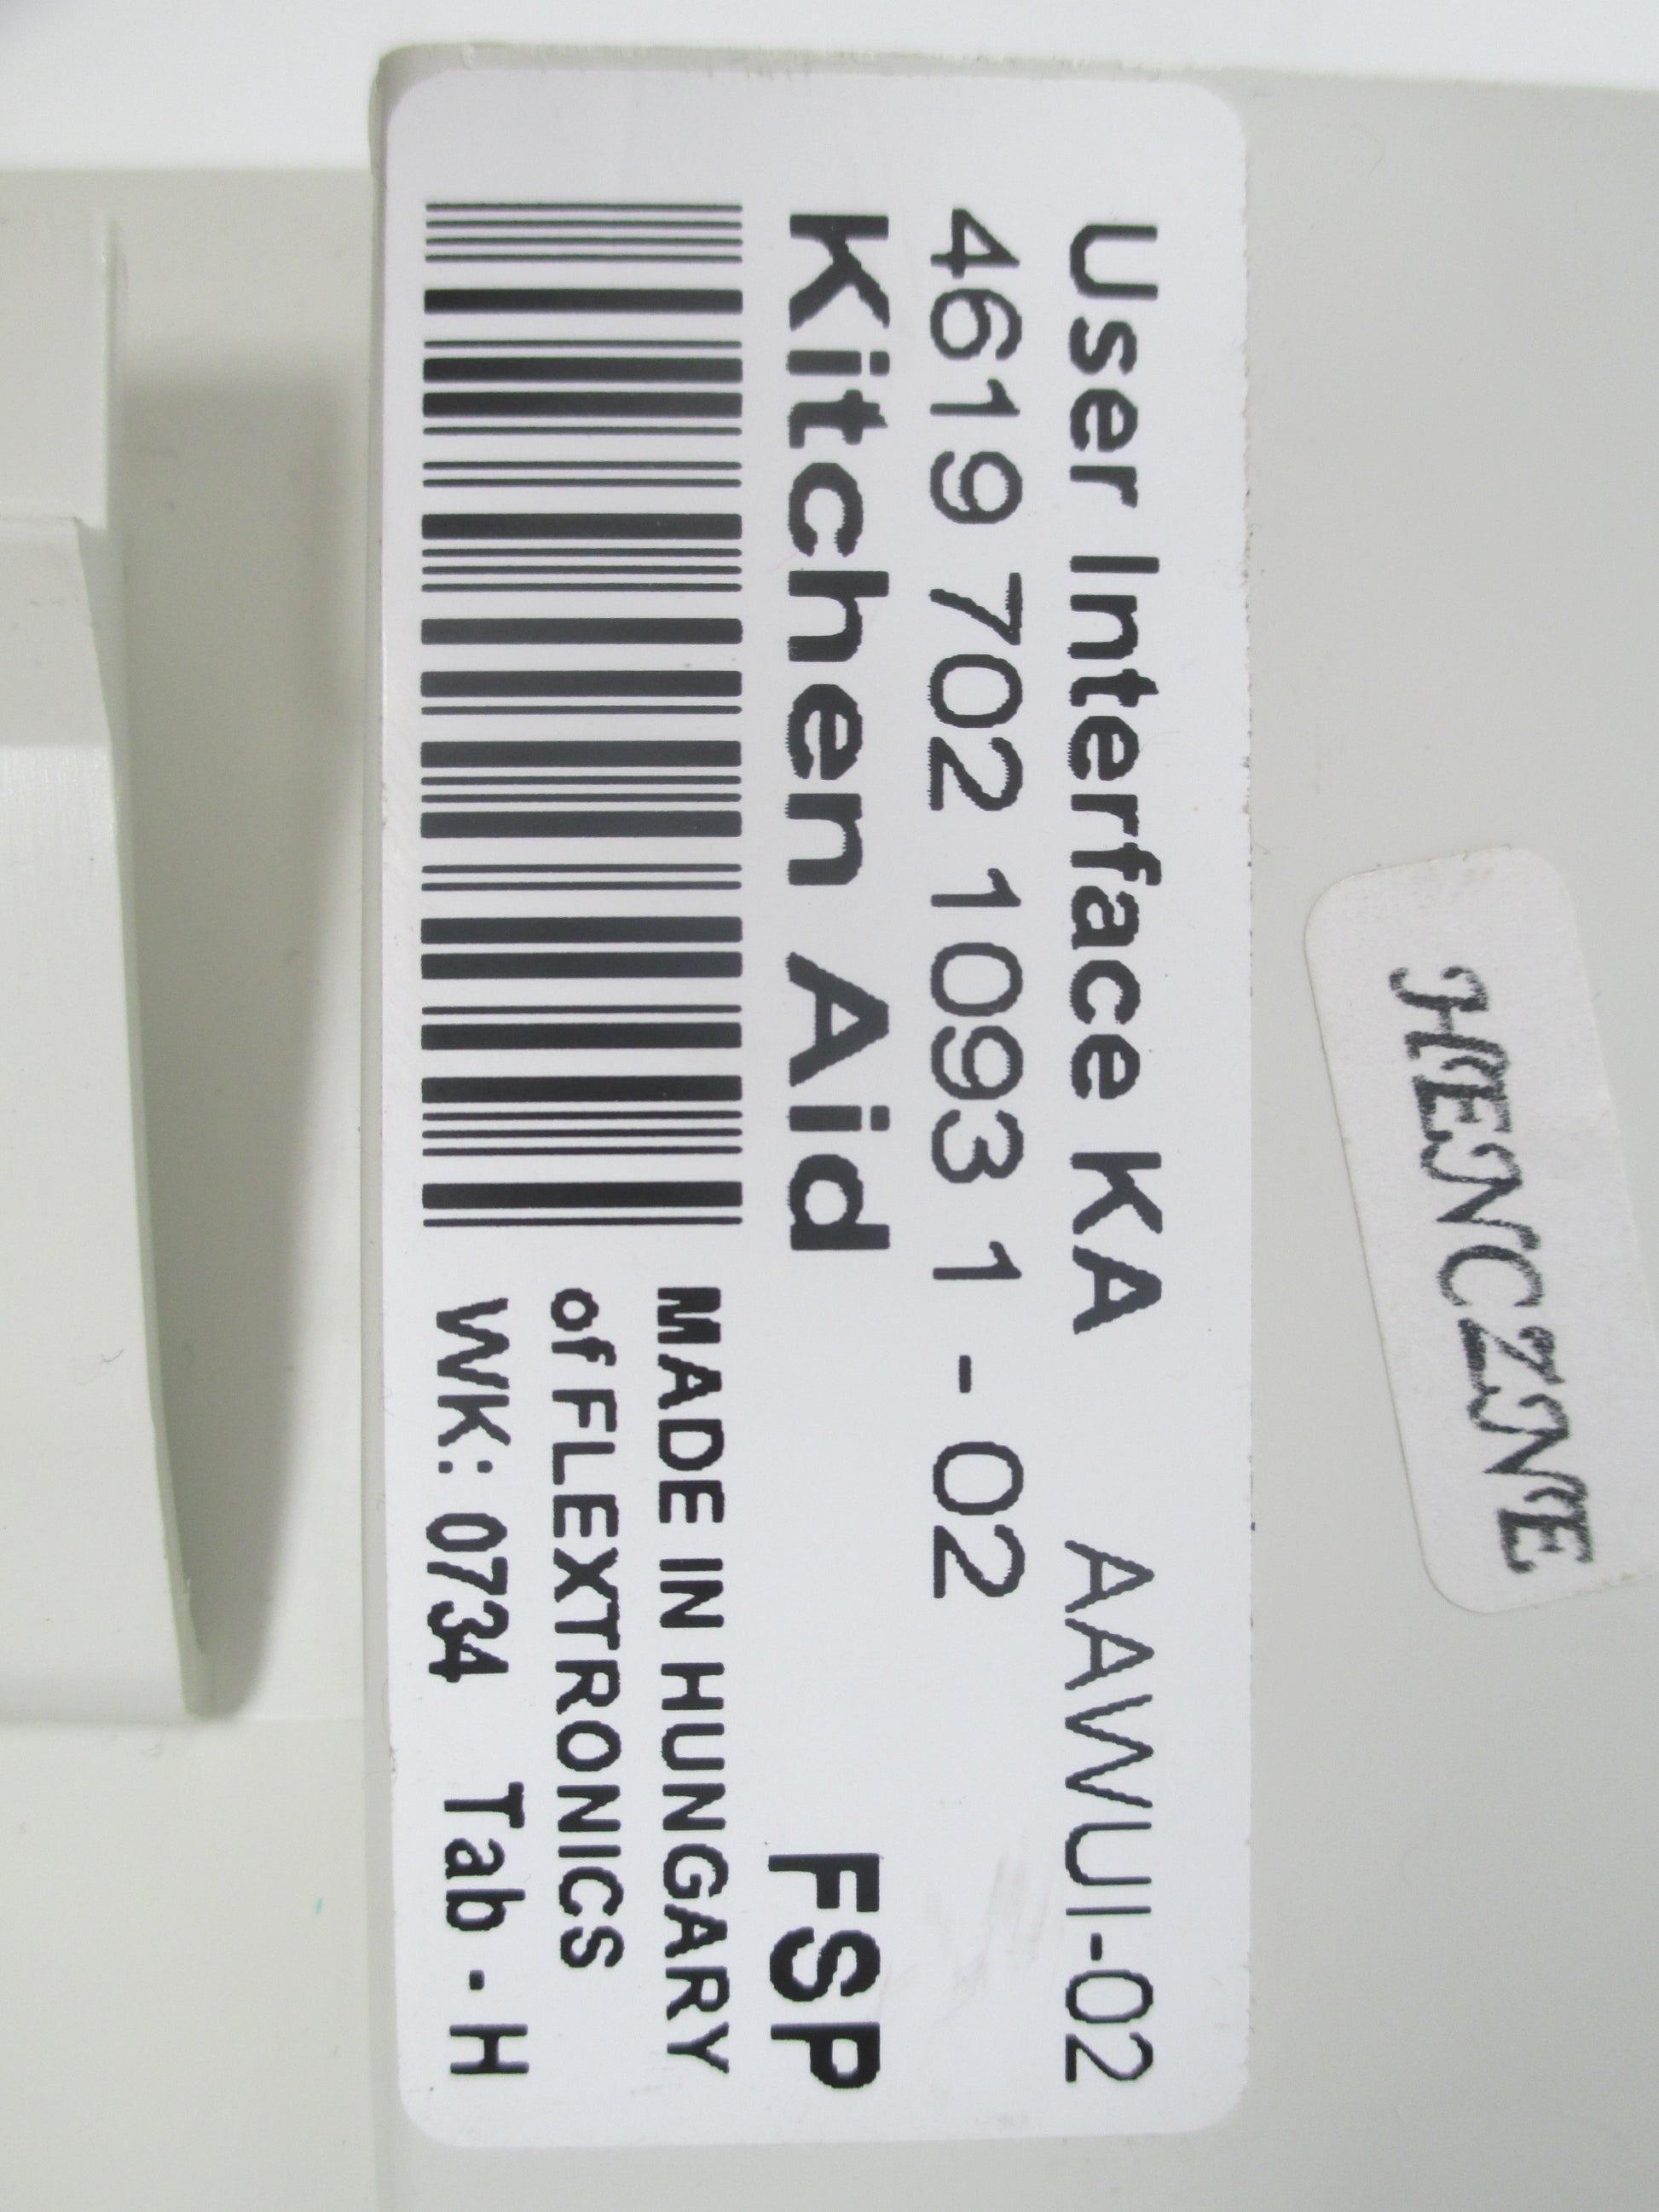 User Interface KA AAWUI-02
4619 702 1093 1 - 02
Kitchen Aid FSP
MADE IN HUNGARY
of FLEXTRONICS
WK: 0734 Tab - H
HENCZNE